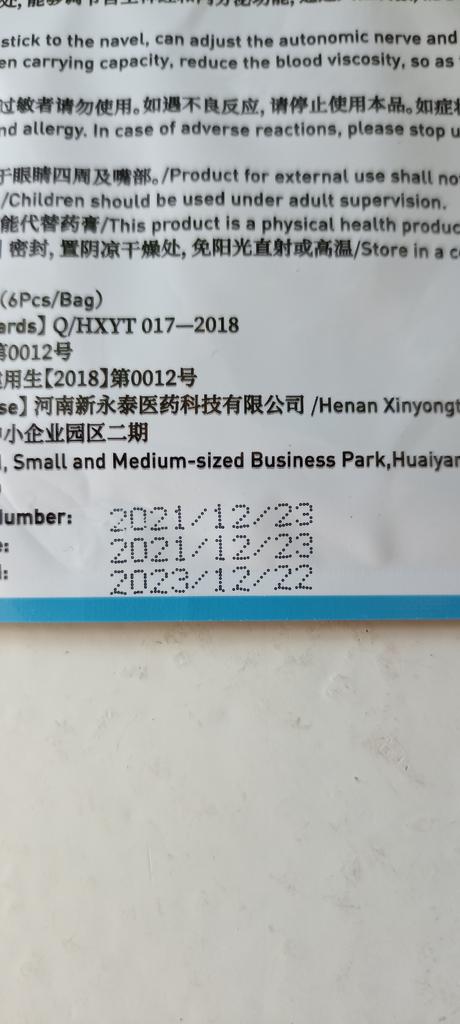 stick to the navel, can adjust the autonomic nerve and
en carrying capacity, reduce the blood viscosity, so as
过敏者请勿使用。如遇不良反应, 请停止使用本品。如症
nd allergy. In case of adverse reactions, please stop u
于眼睛四周及嘴部。/Product for external use shall no
/Children should be used under adult supervision.
能代替药膏/This product is a physical health produc
密封, 置阴凉干燥处, 免阳光直射或高温/Store in a c
(6Pcs/Bag)
ards】Q/HXYT 017—2018
第0012号
用生【2018】第0012号
se】河南新永泰医药科技有限公司 /Henan Xinyongt
中小企业园区二期
, Small and Medium-sized Business Park,Huaiyan
Number: 2021/12/23
e: 2021/12/23
: 2023/12/22